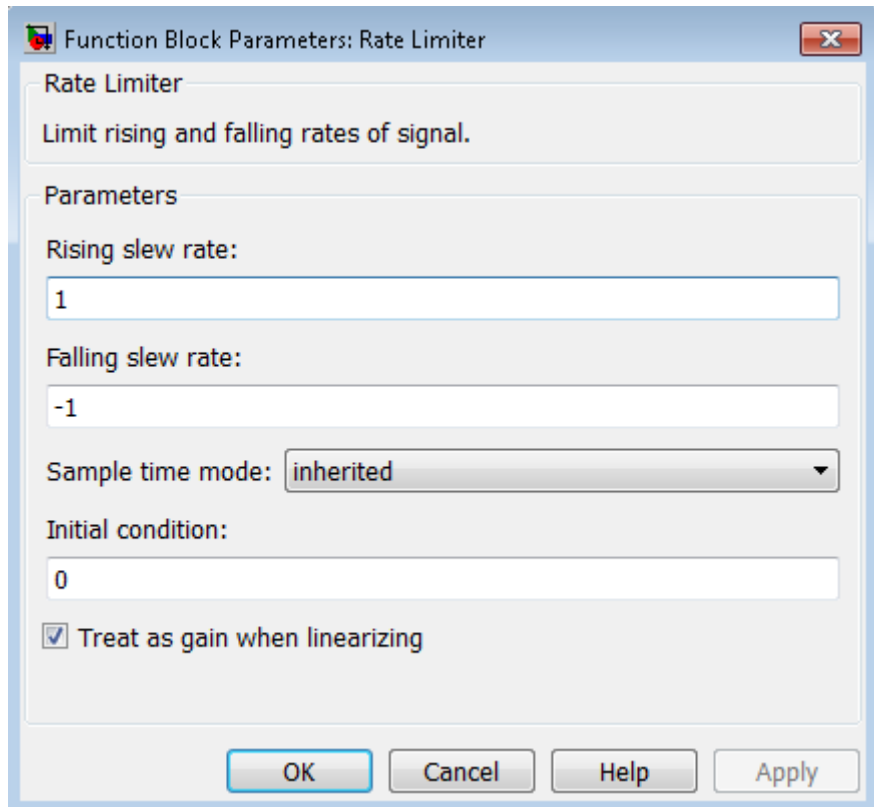 Function Block Parameters: Rate Limiter
Rate Limiter
Limit rising and falling rates of signal.
Parameters
Rising slew rate:
1
Falling slew rate:
-1
Sample time mode: inherited
Initial condition:
0
Treat as gain when linearizing
OK Cancel Help Apply